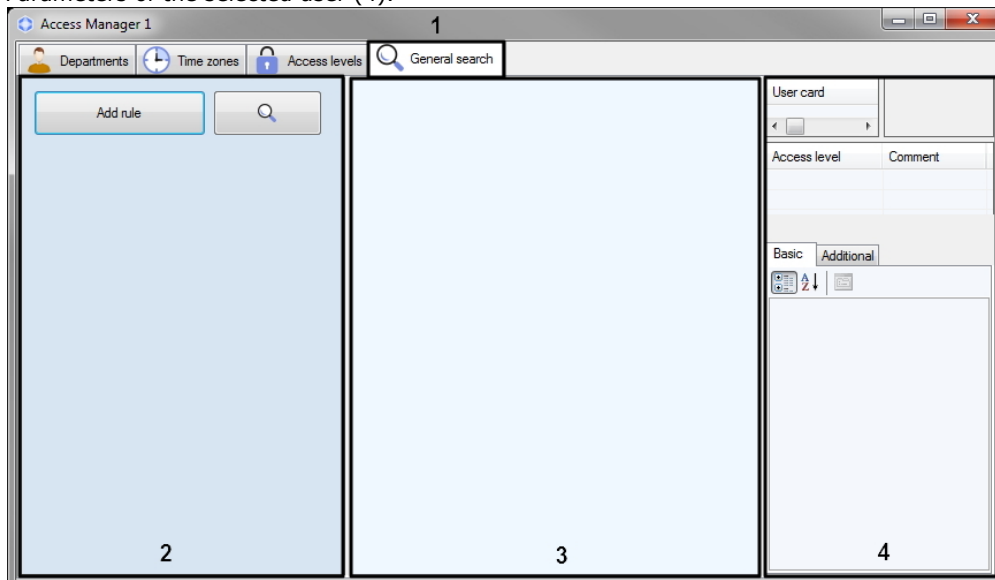 Parameters of the selected user (4).
Access Manager 1
1
Departments
Time zones
Access levels
General search
Add rule
User card
Access level
Comment
Basic
Additional
2
3
4